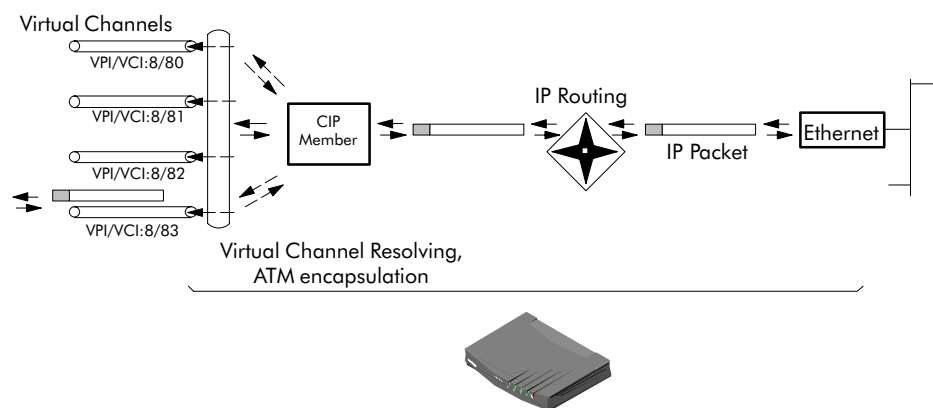 Virtual Channels
VPI/VCI:8/80
VPI/VCI:8/81
VPI/VCI:8/82
VPI/VCI:8/83
CIP
Member
IP Routing
IP Packet
Ethernet
Virtual Channel Resolving,
ATM encapsulation